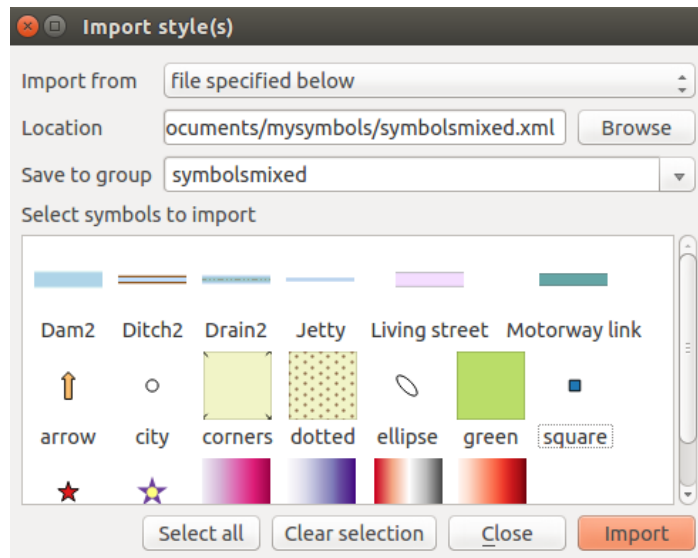 Import style(s)
Import from file specified below
Location ocuments/mysymbols/symbolsmixed.xml Browse
Save to group symbolsmixed
Select symbols to import
Dam2 Ditch2 Drain2 Jetty Living street Motorway link
arrow city corners dotted ellipse green square
Select all Clear selection Close Import